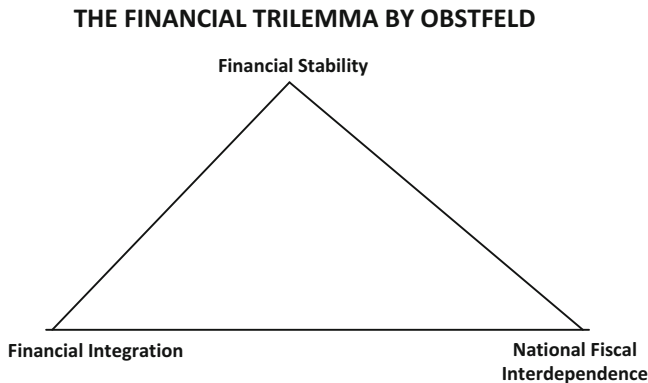 THE FINANCIAL TRILEMMA BY OBSTFELD
Financial Stability
Financial Integration
National Fiscal
Interdependence